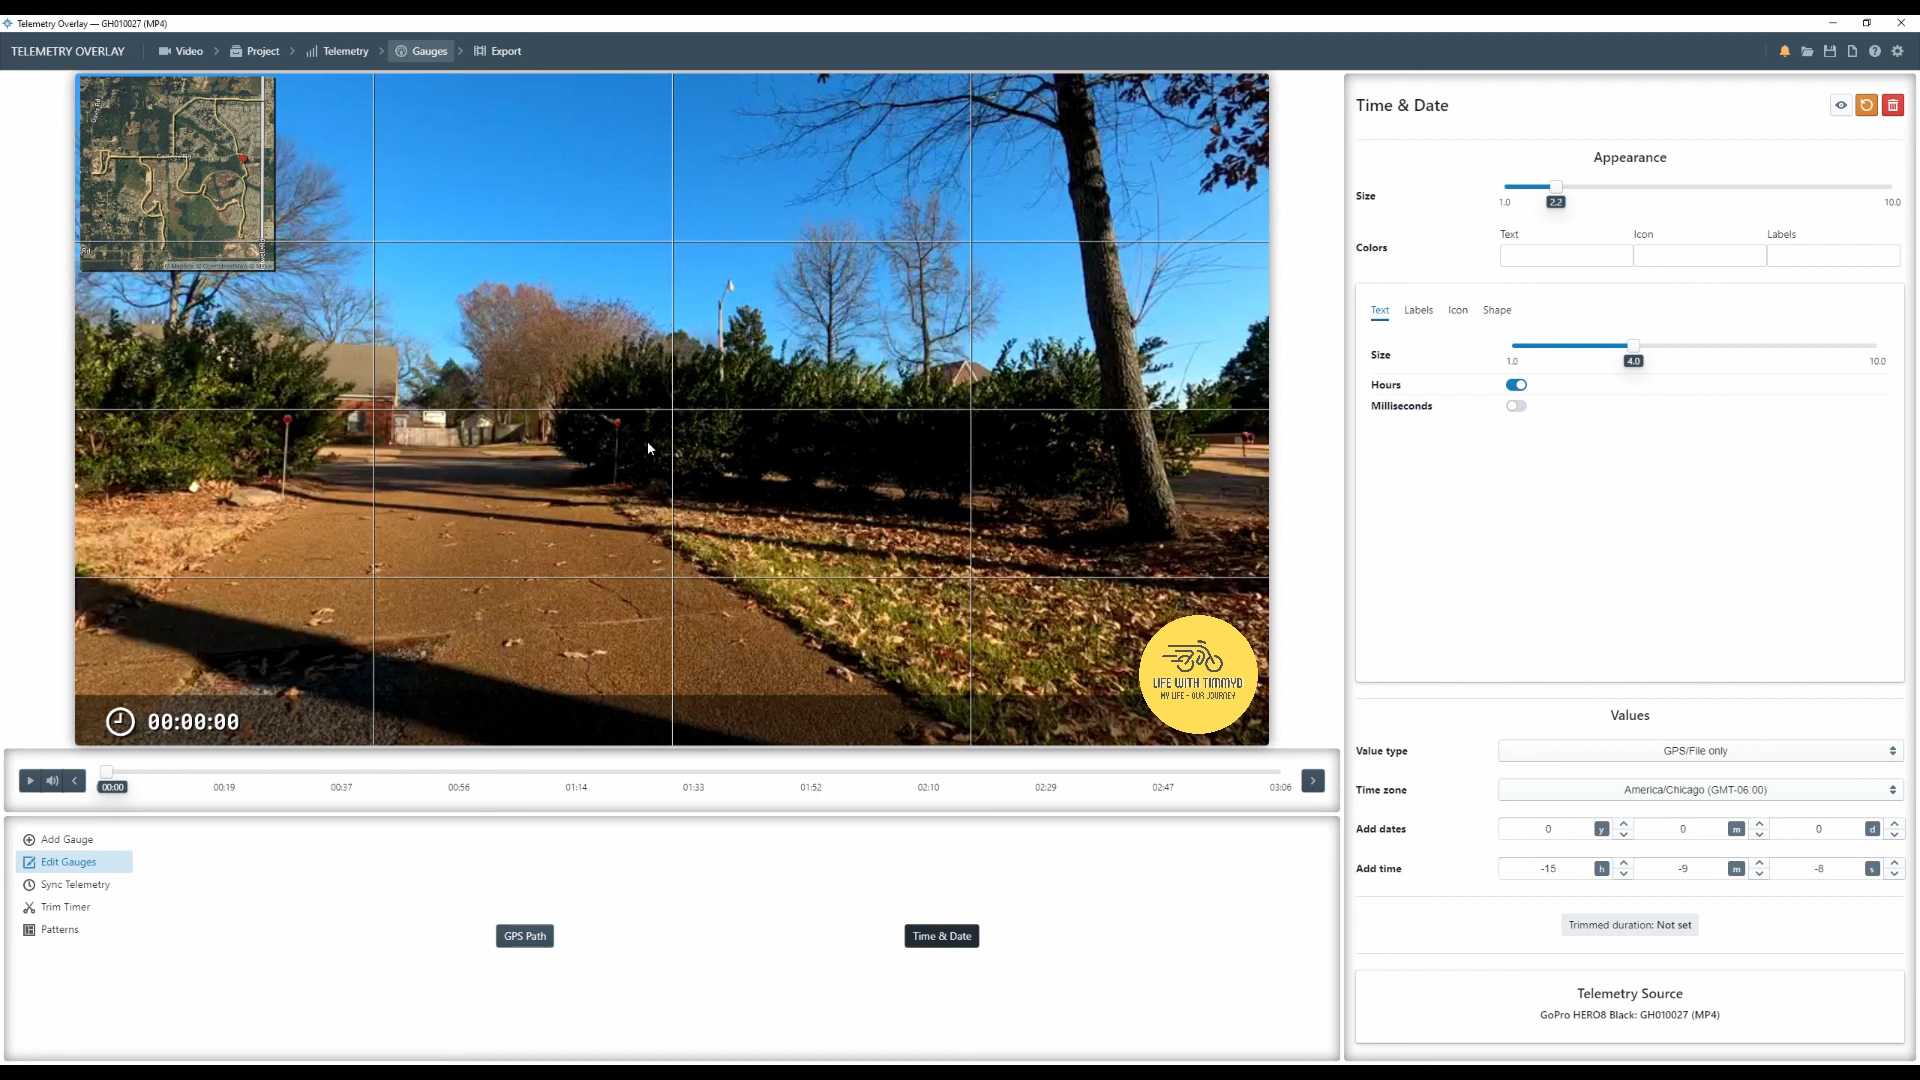 Telemetry Overlay — GH010027 (MP4)
TELEMETRY OVERLAY Video Project Telemetry Gauges Export
Time & Date
Appearance
Size
1.0 2.2 10.0
Text Icon Labels
Colors
Text Labels Icon Shape
Size
1.0 4.0 10.0
Hours
Milliseconds
Rd
LIFE WITH TIMMYD
MY LIFE - OUR JOURNEY
00:00:00
Values
Value type GPS/File only
Time zone America/Chicago (GMT-06:00)
Add dates 0 y 0 m 0 d
Add time -15 h -9 m -8 s
Trimmed duration: Not set
Telemetry Source
GoPro HERO8 Black: GH010027 (MP4)
00:00 00:19 00:37 00:56 01:14 01:33 01:52 02:10 02:29 02:47 03:06
Add Gauge
Edit Gauges
Sync Telemetry
Trim Timer
Patterns
GPS Path Time & Date